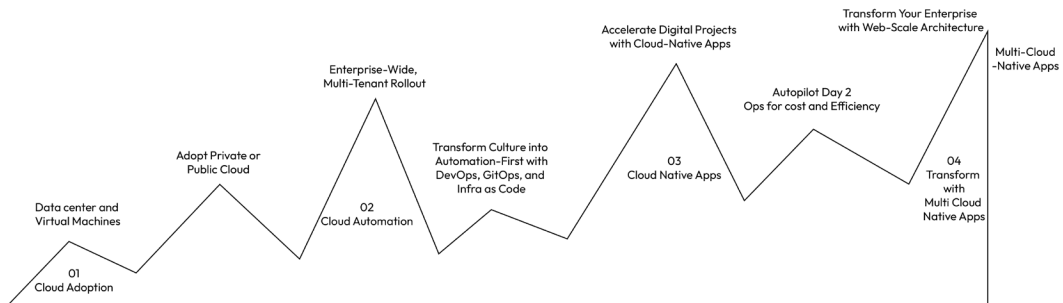 Data center and
Virtual Machines
01
Cloud Adoption
Adopt Private or
Public Cloud
Enterprise-Wide,
Multi-Tenant Rollout
02
Cloud Automation
Transform Culture into
Automation-First with
DevOps, GitOps, and
Infra as Code
Accelerate Digital Projects
with Cloud-Native Apps
03
Cloud Native Apps
Autopilot Day 2
Ops for cost and Efficiency
Transform Your Enterprise
with Web-Scale Architecture
04
Transform
with
Multi Cloud
Native Apps
Multi-Cloud
-Native Apps